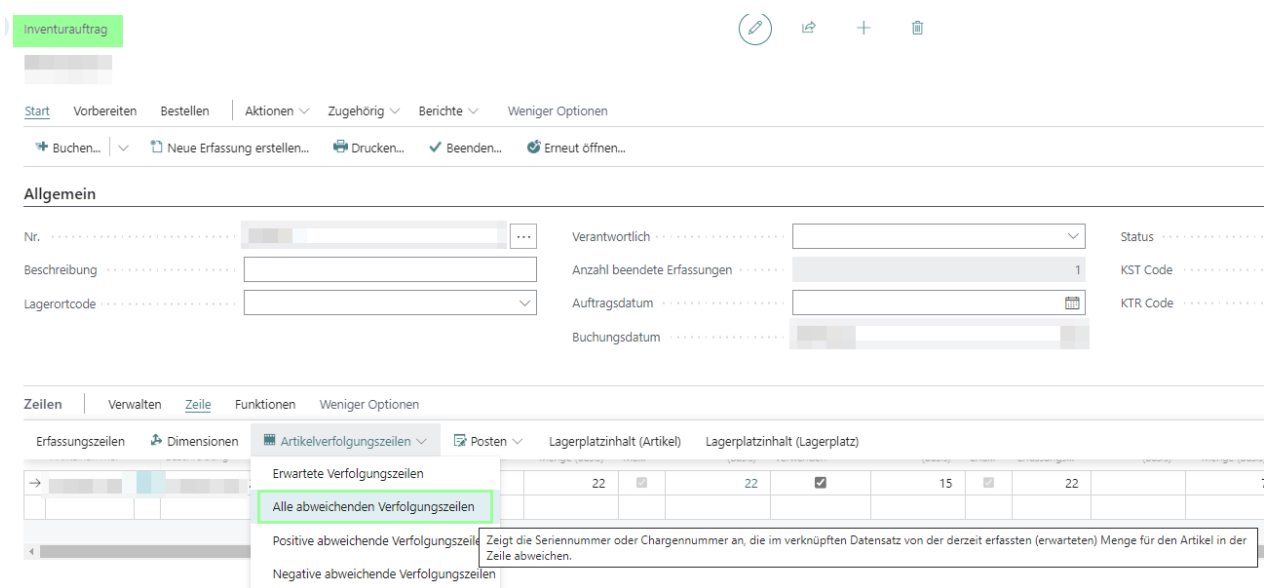 Inventurauftrag
Start Vorbereiten Bestellen Aktionen Zugehörig Berichte Weniger Optionen
Buchen... Neue Erfassung erstellen... Drucken... Beenden... Erneut öffnen...
Allgemein
Nr. Verantwortlich Status
Beschreibung Anzahl beendete Erfassungen 1 KST Code
Lagerortcode Auftragsdatum KTR Code
Buchungsdatum
Zeilen Verwalten Zeile Funktionen Weniger Optionen
Erfassungszeilen Dimensionen Artikelverfolgungszeilen Posten Lagerplatzinhalt (Artikel) Lagerplatzinhalt (Lagerplatz)
Erwartete Verfolgungszeilen
22 22 15 22
Alle abweichenden Verfolgungszeilen
Positive abweichende Verfolgungszeile
Zeigt die Seriennummer oder Chargennummer an, die im verknüpften Datensatz von der derzeit erfassten (erwarteten) Menge für den Artikel in der
Zeile abweichen.
Negative abweichende Verfolgungszeilen